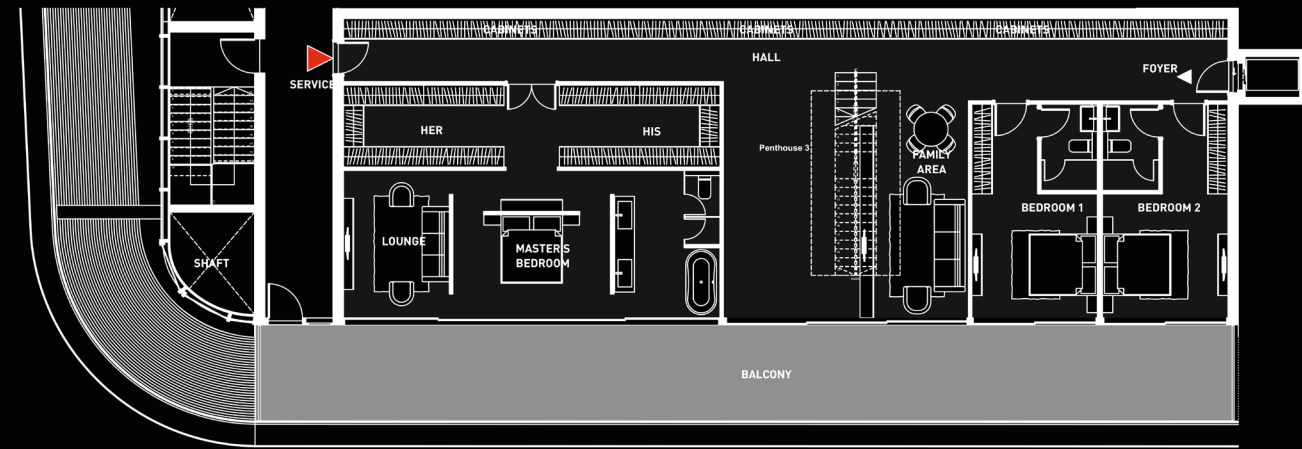 CABINETS
CABINETS
CABINETS
HALL
FOYER
SERVICE
HER
HIS
Penthouse 3
FAMILY
AREA
BEDROOM 1
BEDROOM 2
LOUNGE
MASTER'S
BEDROOM
SHAFT
BALCONY